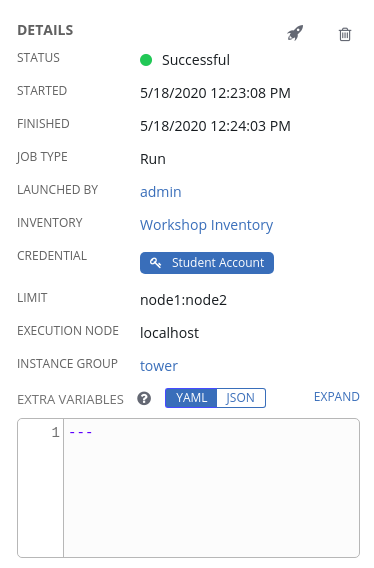 DETAILS
STATUS Successful
STARTED 5/18/2020 12:23:08 PM
FINISHED 5/18/2020 12:24:03 PM
JOB TYPE Run
LAUNCHED BY admin
INVENTORY Workshop Inventory
CREDENTIAL Student Account
LIMIT node1:node2
EXECUTION NODE localhost
INSTANCE GROUP tower
EXTRA VARIABLES ? YAML JSON EXPAND
1 ---